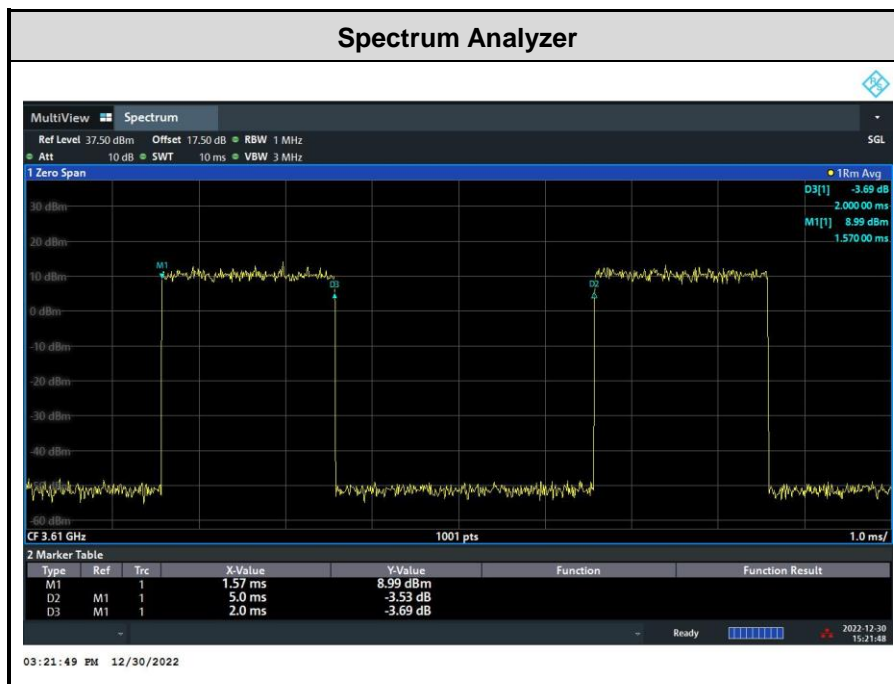 Spectrum Analyzer
R S
MultiView Spectrum
Ref Level 37.50 dBm Offset 17.50 dB RBW 1 MHz SGL
Att 10 dB SWT 10 ms VBW 3 MHz
1 Zero Span 1Rm Avg
D3[1] -3.69 dB
2.000 00 ms
M1[1] 8.99 dBm
1.570 00 ms
30 dBm
20 dBm
M1
10 dBm
D3 D2
0 dBm
-10 dBm
-20 dBm
-30 dBm
-40 dBm
-60 dBm
CF 3.61 GHz 1001 pts 1.0 ms/
2 Marker Table
Type Ref Trc X-Value Y-Value Function Function Result
M1 1 1.57 ms 8.99 dBm
D2 M1 1 5.0 ms -3.53 dB
D3 M1 1 2.0 ms -3.69 dB
Ready 2022-12-30
15:21:48
03:21:49 PM 12/30/2022